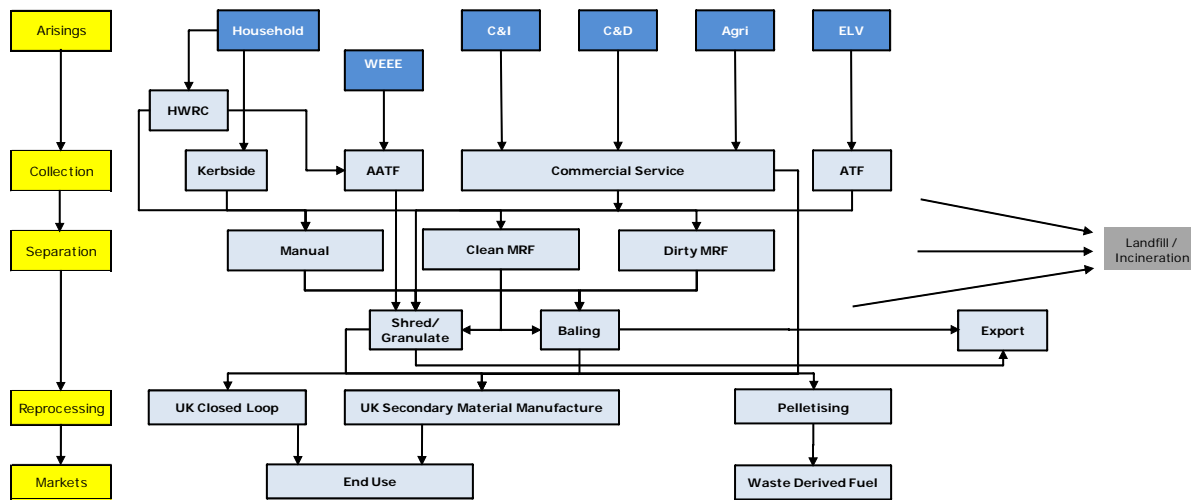 Arisings
Household
C&I
C&D
Agri
ELV
WEEE
HWRC
Collection
Kerbside
AATF
Commercial Service
ATF
Separation
Manual
Clean MRF
Dirty MRF
Landfill /
Incineration
Shred/
Granulate
Baling
Export
Reprocessing
UK Closed Loop
UK Secondary Material Manufacture
Pelletising
Markets
End Use
Waste Derived Fuel